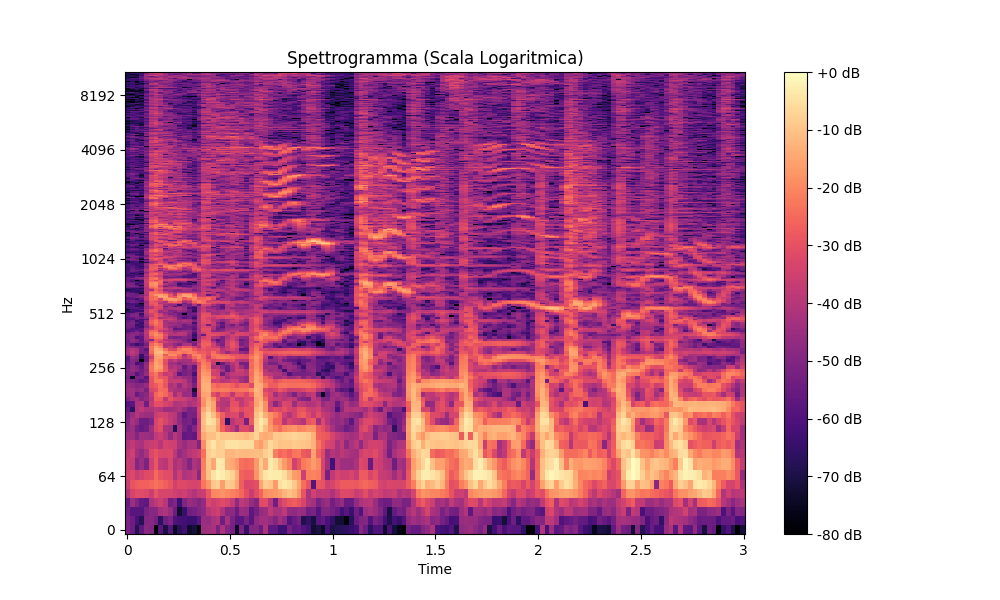 Spettrogramma (Scala Logaritmica)
Hz
8192
4096
2048
1024
512
256
128
64
0
0
0.5
1
1.5
2
2.5
3
Time
+0 dB
-10 dB
-20 dB
-30 dB
-40 dB
-50 dB
-60 dB
-70 dB
-80 dB